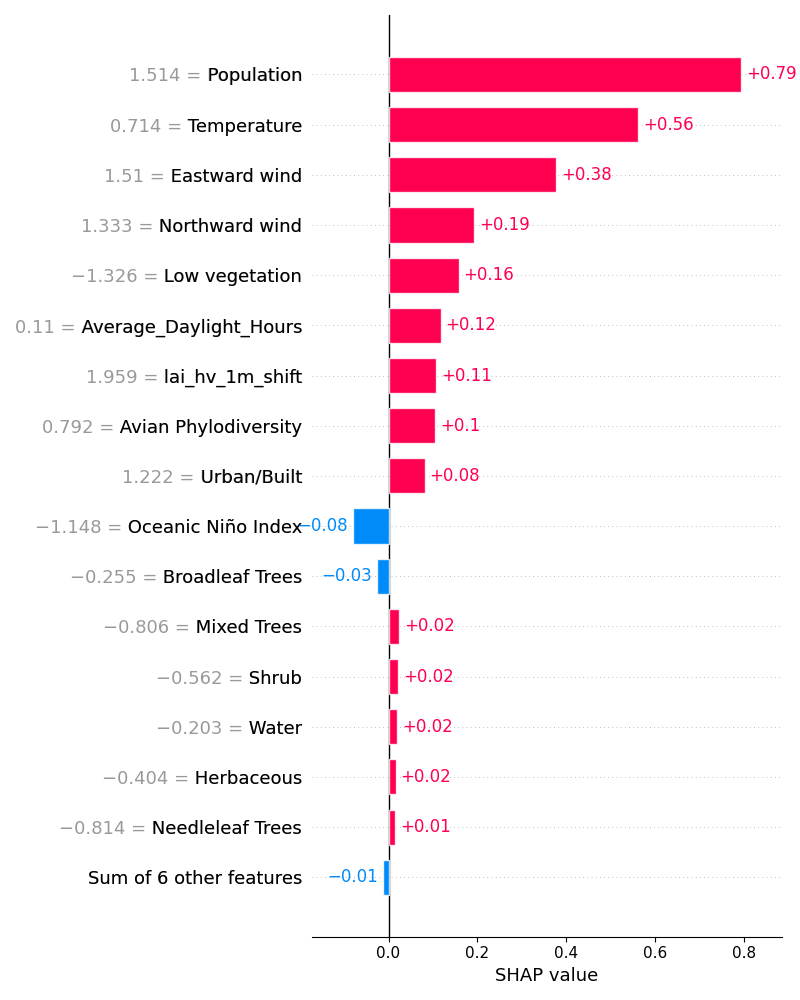 1.514 = Population +0.79
0.714 = Temperature +0.56
1.51 = Eastward wind +0.38
1.333 = Northward wind +0.19
−1.326 = Low vegetation +0.16
0.11 = Average_Daylight_Hours +0.12
1.959 = lai_hv_1m_shift +0.11
0.792 = Avian Phylodiversity +0.1
1.222 = Urban/Built +0.08
−1.148 = Oceanic Niño Index −0.08
−0.255 = Broadleaf Trees −0.03
−0.806 = Mixed Trees +0.02
−0.562 = Shrub +0.02
−0.203 = Water +0.02
−0.404 = Herbaceous +0.02
−0.814 = Needleleaf Trees +0.01
Sum of 6 other features −0.01
0.0 0.2 0.4 0.6 0.8
SHAP value